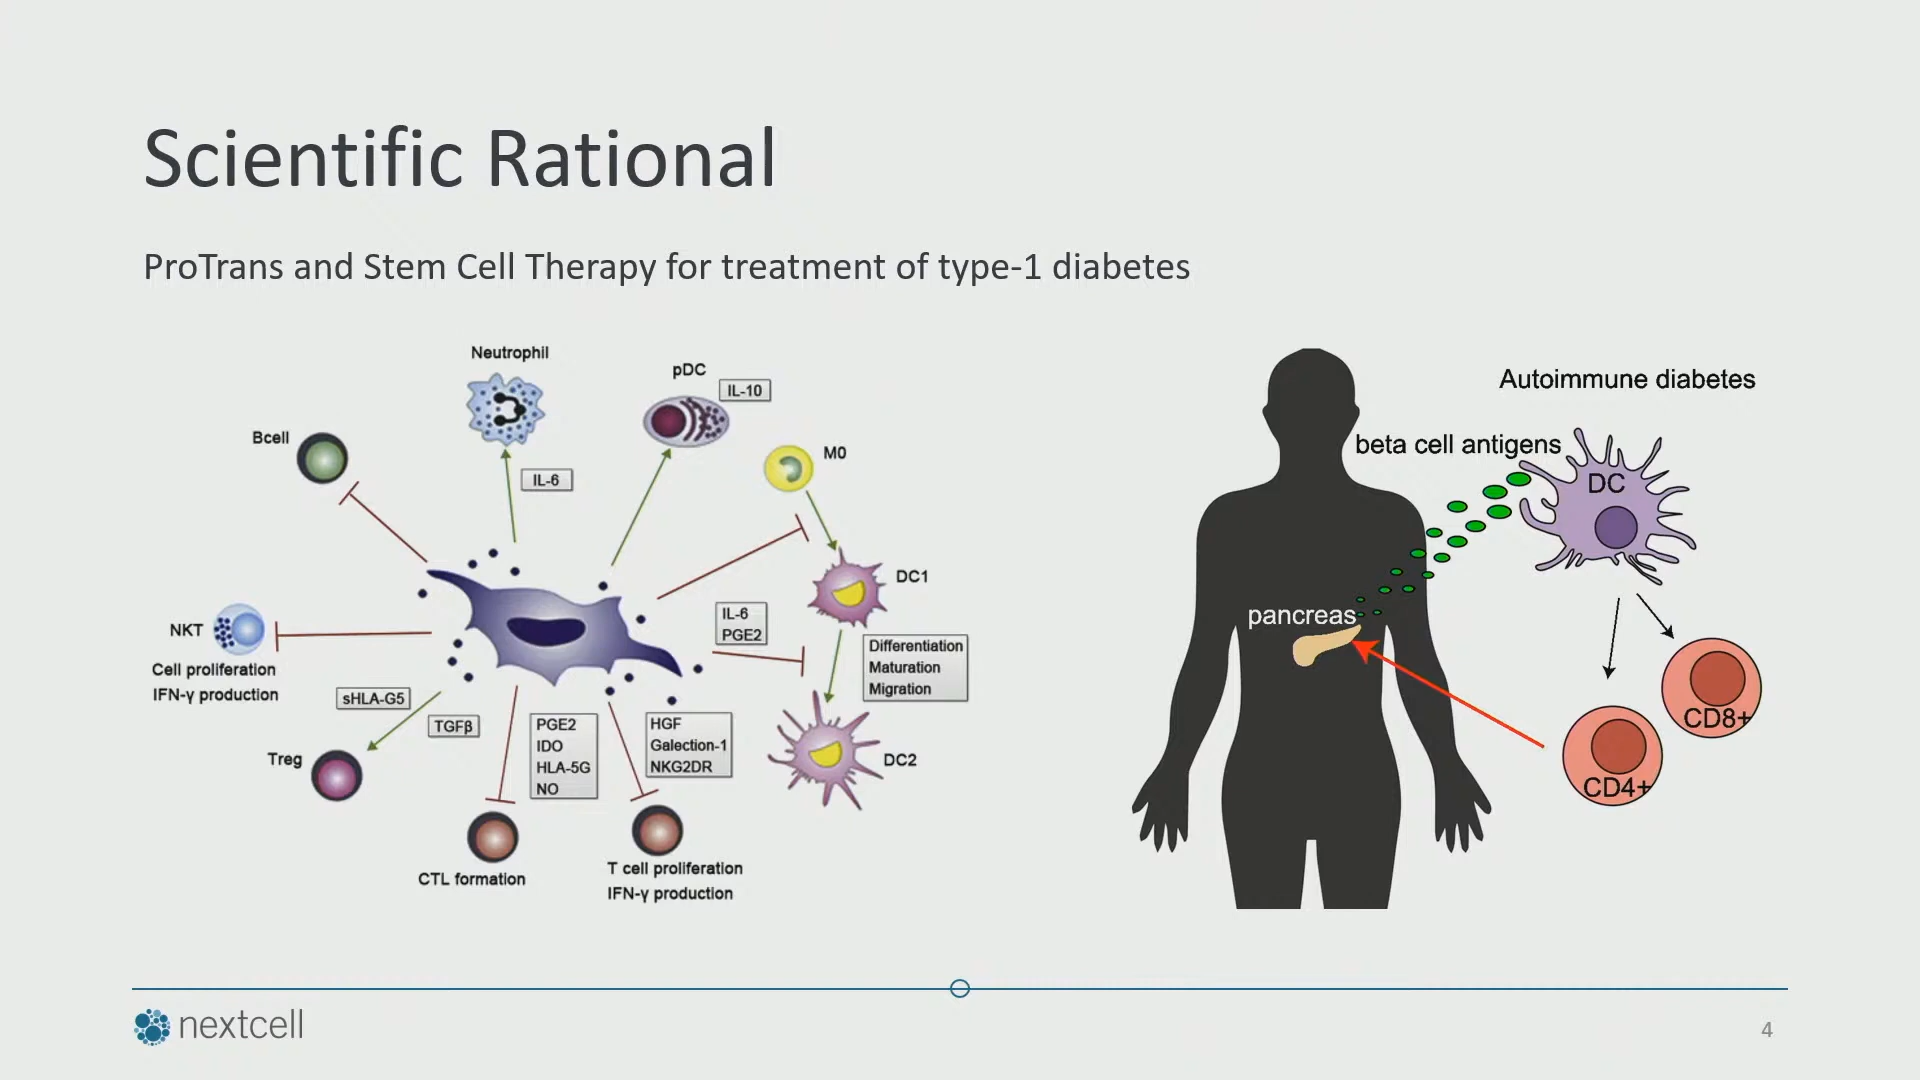 Scientific Rational
ProTrans and Stem Cell Therapy for treatment of type-1 diabetes
Neutrophil
pDC
IL-10
Bcell
IL-6
M0
DC1
NKT
Cell proliferation
IFN-γ production
IL-6
PGE2
Differentiation
Maturation
Migration
sHLA-G5
TGFβ
Treg
PGE2
IDO
HLA-5G
NO
HGF
Galection-1
NKG2DR
DC2
CTL formation
T cell proliferation
IFN-γ production
Autoimmune diabetes
beta cell antigens
DC
pancreas
CD8+
CD4+
nextcell
4